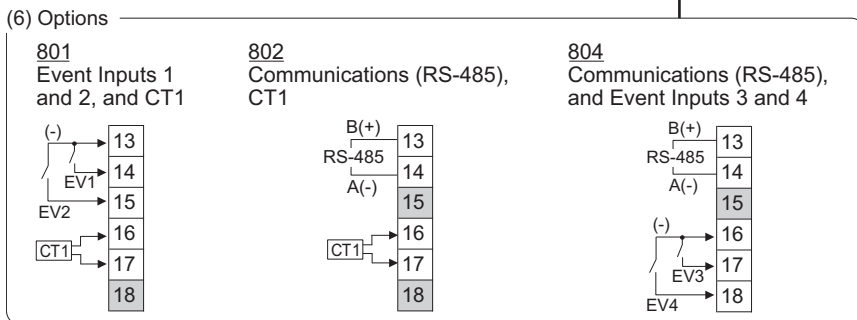 (6) Options
801
Event Inputs 1
and 2, and CT1
(-)
13
14
EV1
15
EV2
16
CT1
17
18
802
Communications (RS-485),
CT1
B(+)
13
RS-485
14
A(-)
15
16
CT1
17
18
804
Communications (RS-485),
and Event Inputs 3 and 4
B(+)
13
RS-485
14
A(-)
15
(-)
16
17
EV3
18
EV4